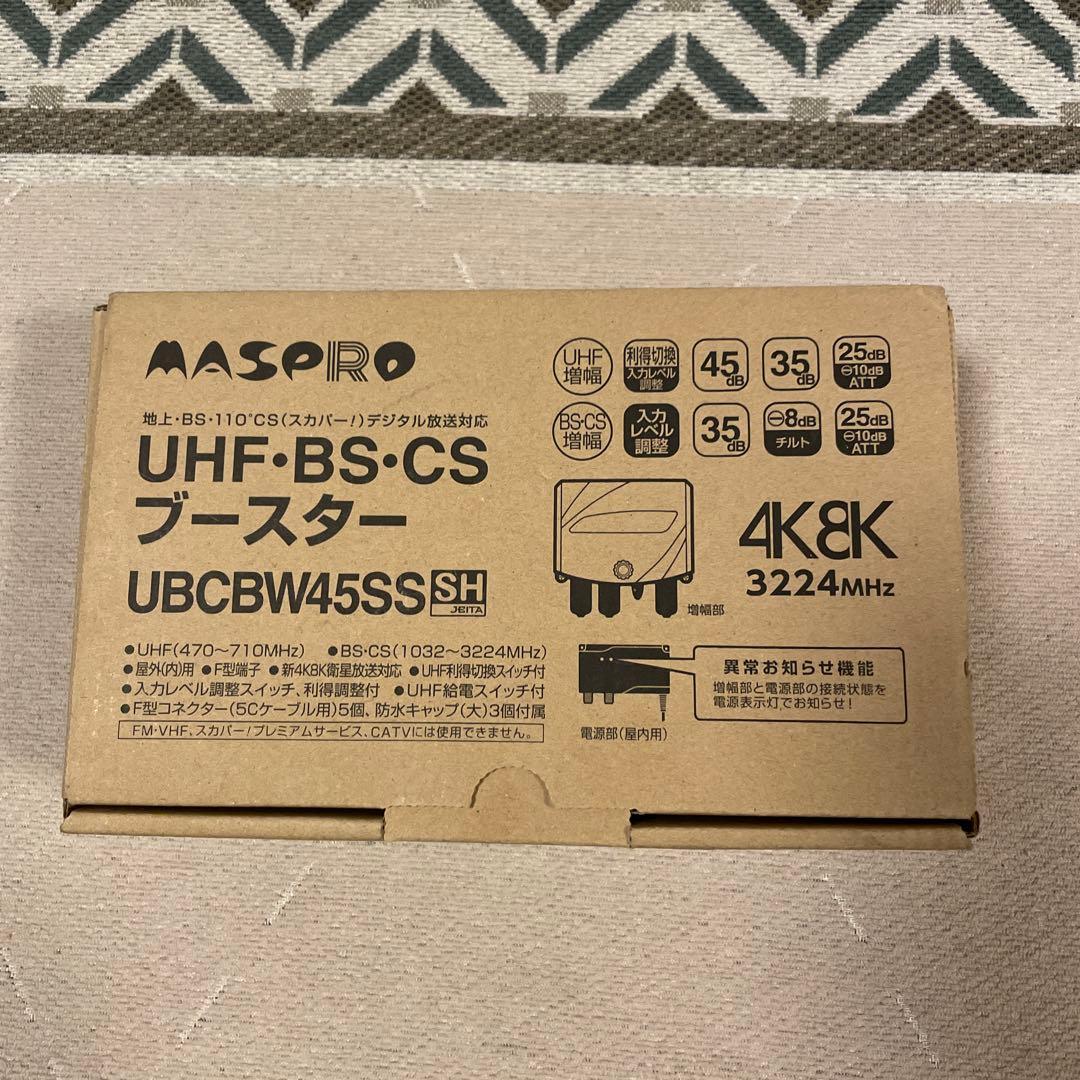 MASPRO
地上・BS・110°CS(スカパー!)デジタル放送対応
UHF・BS・CS
ブースター
UBCBW45SS SH JEITA
●UHF(470〜710MHz) ●BS・CS(1032〜3224MHz)
●屋外(内)用 ●F型端子 ●新4K8K衛星放送対応 ●UHF利得切換スイッチ付
●入力レベル調整スイッチ、利得調整付 ●UHF給電スイッチ付
●F型コネクター(5Cケーブル用)5個、防水キャップ(大)3個付属
FM・VHF、スカパー!プレミアムサービス、CATVには使用できません。
UHF増幅 利得切換 入力レベル調整 45dB 35dB 25dB ⊖10dB ATT
BS・CS増幅 入力レベル調整 35dB ⊖8dB チルト 25dB ⊖10dB ATT
4K8K
3224MHz
増幅部
異常お知らせ機能
増幅部と電源部の接続状態を
電源表示灯でお知らせ!
電源部(屋内用)